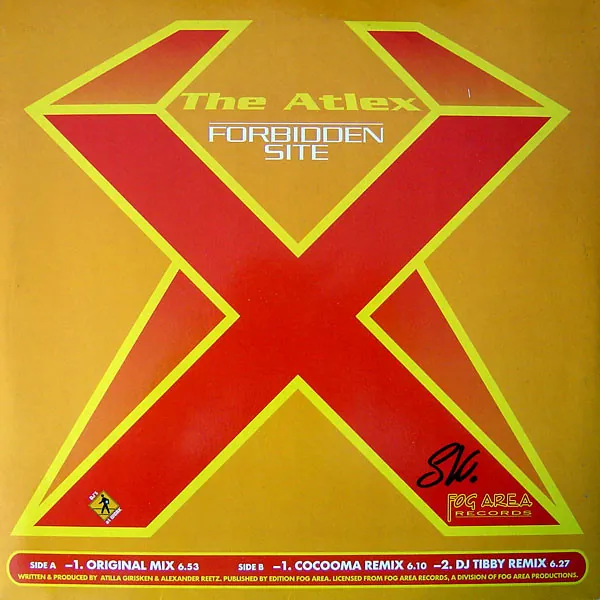 The Atlex
FORBIDDEN
SITE
SK.
FOG AREA
RECORDS
SIDE A –1. ORIGINAL MIX 6.53 SIDE B –1. COCOOMA REMIX 6.10 –2. DJ TIBBY REMIX 6.27
WRITTEN & PRODUCED BY ATILLA GIRISKEN & ALEXANDER REETZ. PUBLISHED BY EDITION FOG AREA. LICENSED FROM FOG AREA RECORDS, A DIVISION OF FOG AREA PRODUCTIONS.